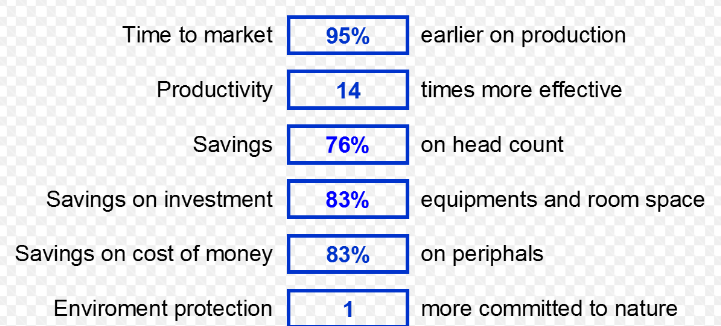 Time to market 95% earlier on production
Productivity 14 times more effective
Savings 76% on head count
Savings on investment 83% equipments and room space
Savings on cost of money 83% on periphals
Enviroment protection 1 more committed to nature